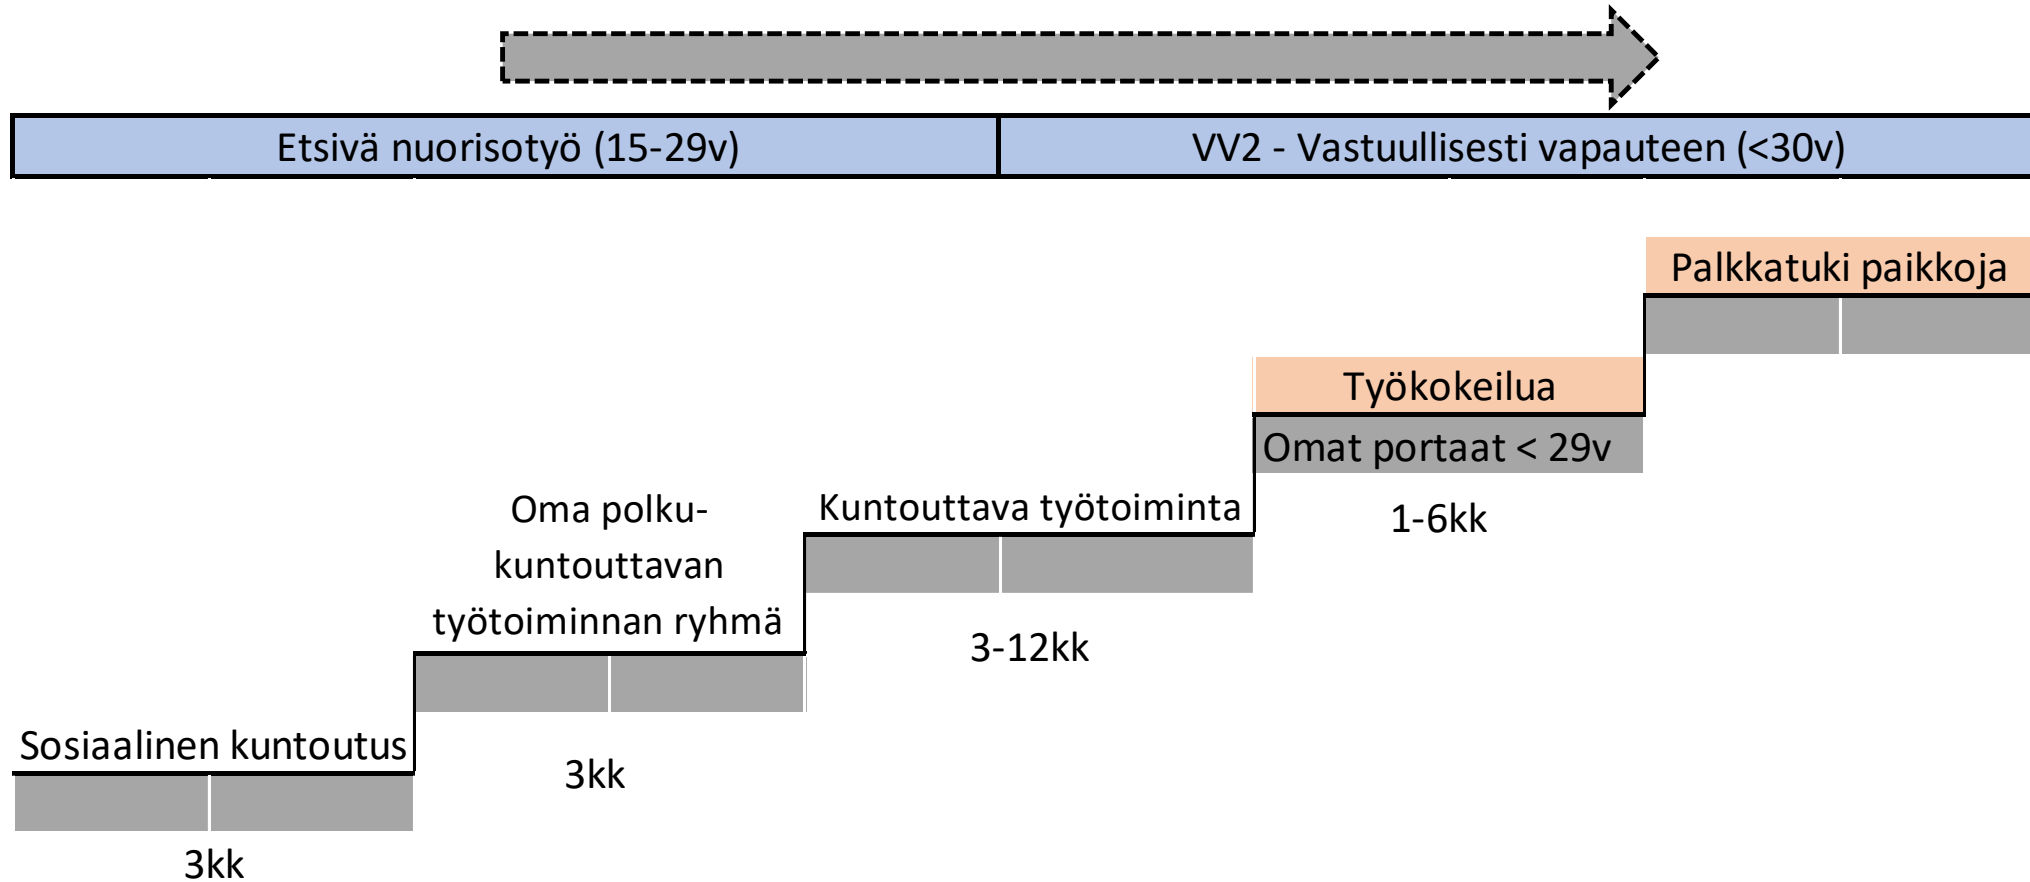 Etsivä nuorisotyö (15-29v)
VV2 - Vastuullisesti vapauteen (<30v)
Palkkatuki paikkoja
Työkokeilua
Omat portaat < 29v
1-6kk
Kuntouttava työtoiminta
3-12kk
Oma polku-
kuntouttavan
työtoiminnan ryhmä
3kk
Sosiaalinen kuntoutus
3kk